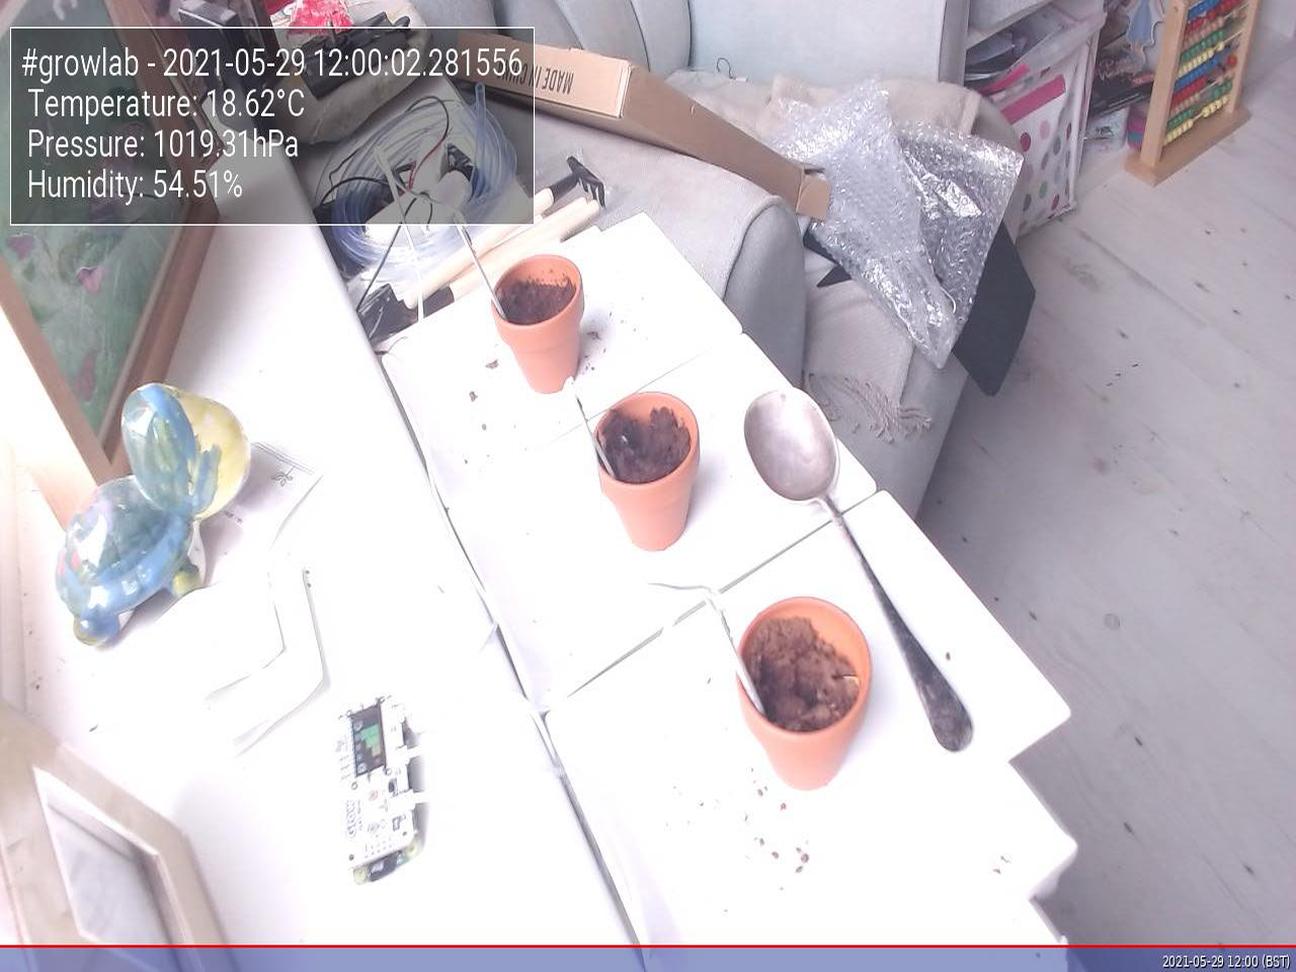 #growlab - 2021-05-29 12:00:02.281556
Temperature: 18.62°C
Pressure: 1019.31hPa
Humidity: 54.51%
MADE IN CHINA
2021-05-29 12:00 (BST)